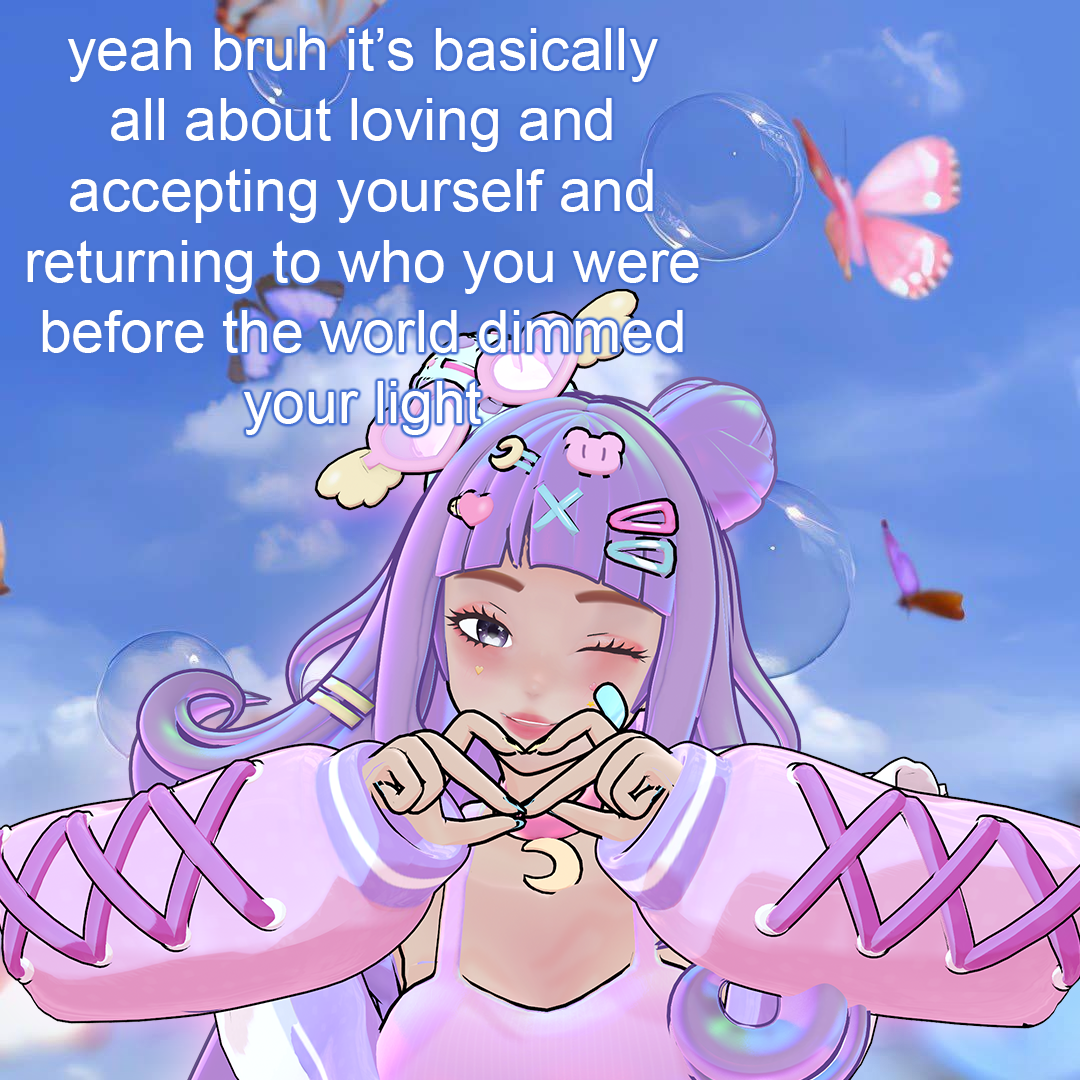 yeah bruh it’s basically
all about loving and
accepting yourself and
returning to who you were
before the world dimmed
your light